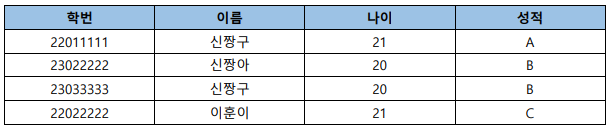 학번 이름 나이 성적
22011111 신짱구 21 A
23022222 신짱아 20 B
23033333 신짱구 20 B
22022222 이훈이 21 C